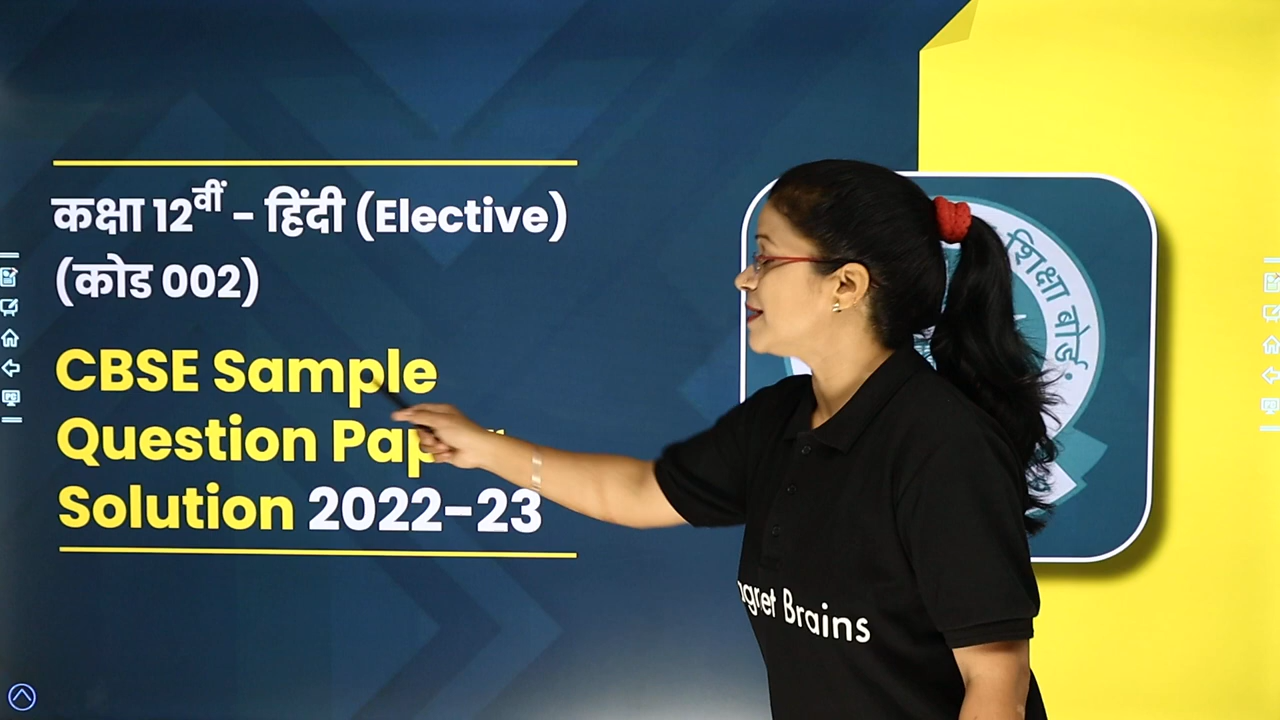 कक्षा 12वीं - हिंदी (Elective)
(कोड 002)
CBSE Sample
Question
Solution 2022-23
शिक्षा बोर्ड
Brains